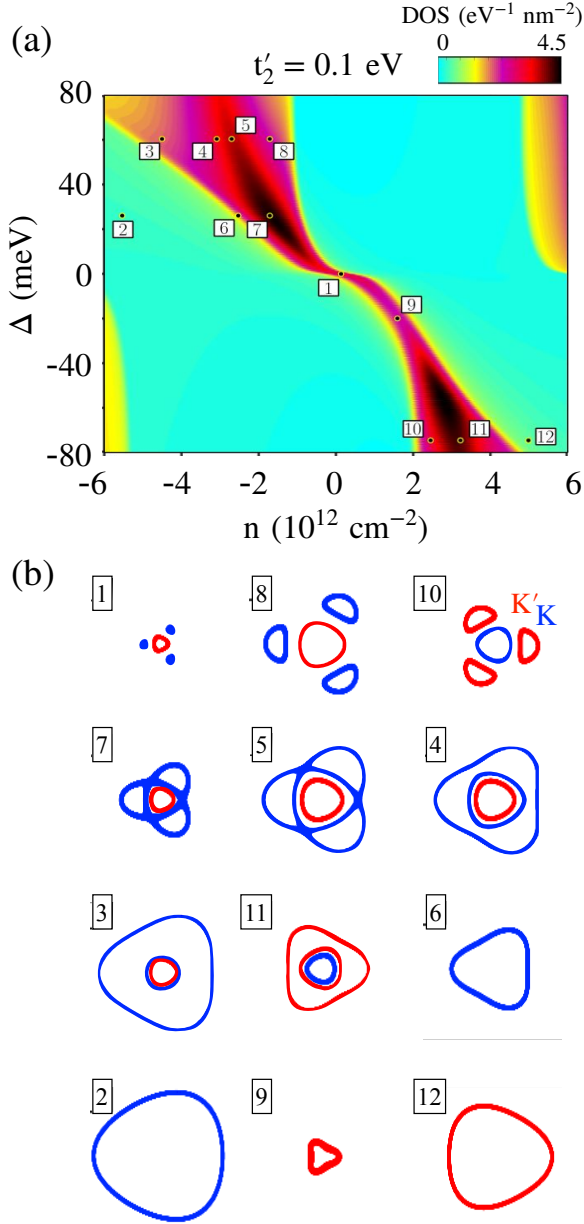 (a)
DOS (eV⁻¹ nm⁻²)
0 4.5
t′₂ = 0.1 eV
80
40
0
-40
-80
Δ (meV)
3 4 5 8
2 6 7
1
9
10 11 12
-6 -4 -2 0 2 4 6
n (10¹² cm⁻²)
(b)
1 8 10 K′ K
7 5 4
3 11 6
2 9 12